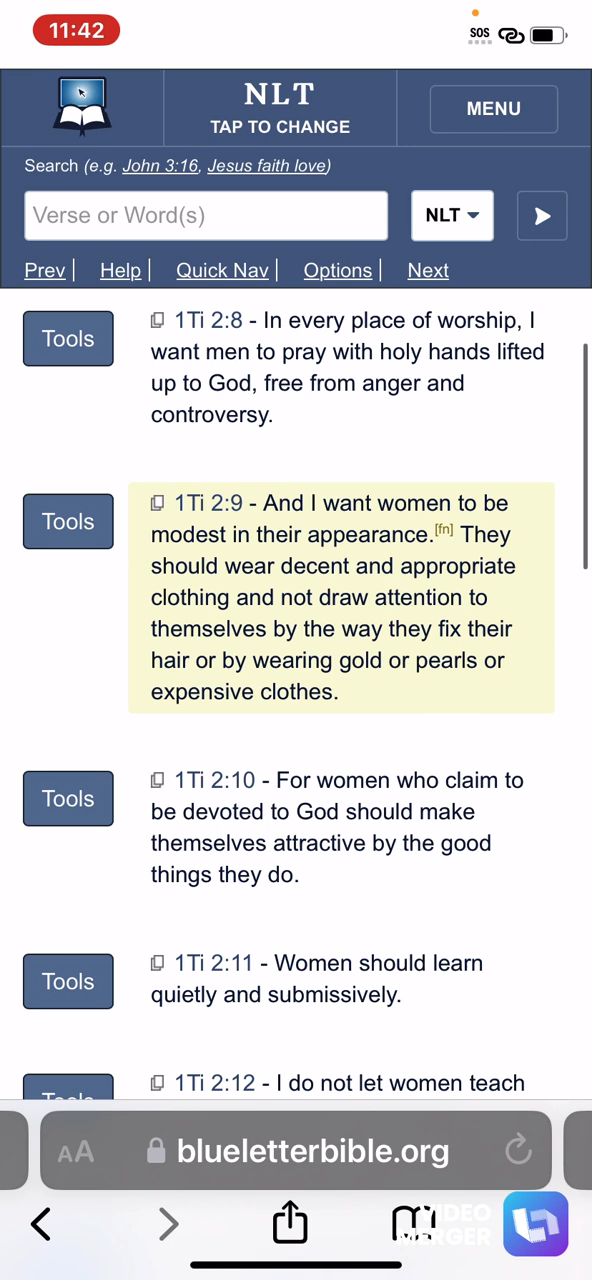 11:42
SOS
NLT
TAP TO CHANGE
MENU
Search (e.g. John 3:16, Jesus faith love)
Verse or Word(s)
NLT
Prev | Help | Quick Nav | Options | Next
Tools
1Ti 2:8 - In every place of worship, I
want men to pray with holy hands lifted
up to God, free from anger and
controversy.
Tools
1Ti 2:9 - And I want women to be
modest in their appearance.[fn] They
should wear decent and appropriate
clothing and not draw attention to
themselves by the way they fix their
hair or by wearing gold or pearls or
expensive clothes.
Tools
1Ti 2:10 - For women who claim to
be devoted to God should make
themselves attractive by the good
things they do.
Tools
1Ti 2:11 - Women should learn
quietly and submissively.
Tools
1Ti 2:12 - I do not let women teach
AA blueletterbible.org
VIDEO
MERGER